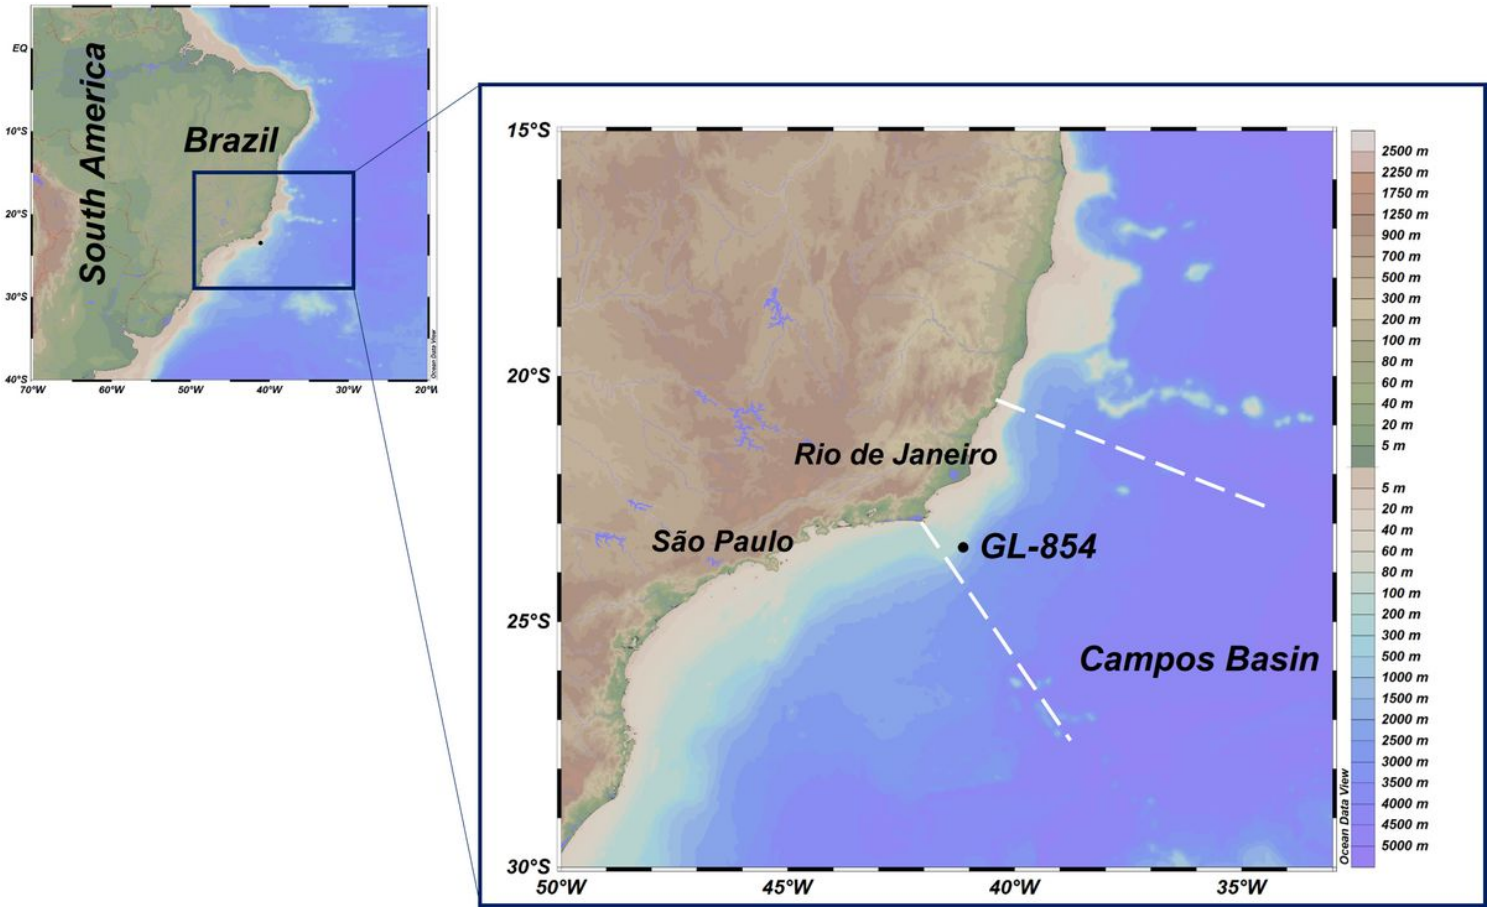 EQ
10°S
20°S
30°S
40°S
70°W
60°W
50°W
40°W
30°W
20°W
South America
Brazil
Ocean Data View
15°S
20°S
25°S
30°S
50°W
45°W
40°W
35°W
Rio de Janeiro
São Paulo
GL-854
Campos Basin
Ocean Data View
2500 m
2250 m
1750 m
1250 m
900 m
700 m
500 m
300 m
200 m
100 m
80 m
60 m
40 m
20 m
5 m
5 m
20 m
40 m
60 m
80 m
100 m
200 m
300 m
500 m
1000 m
1500 m
2000 m
2500 m
3000 m
3500 m
4000 m
4500 m
5000 m